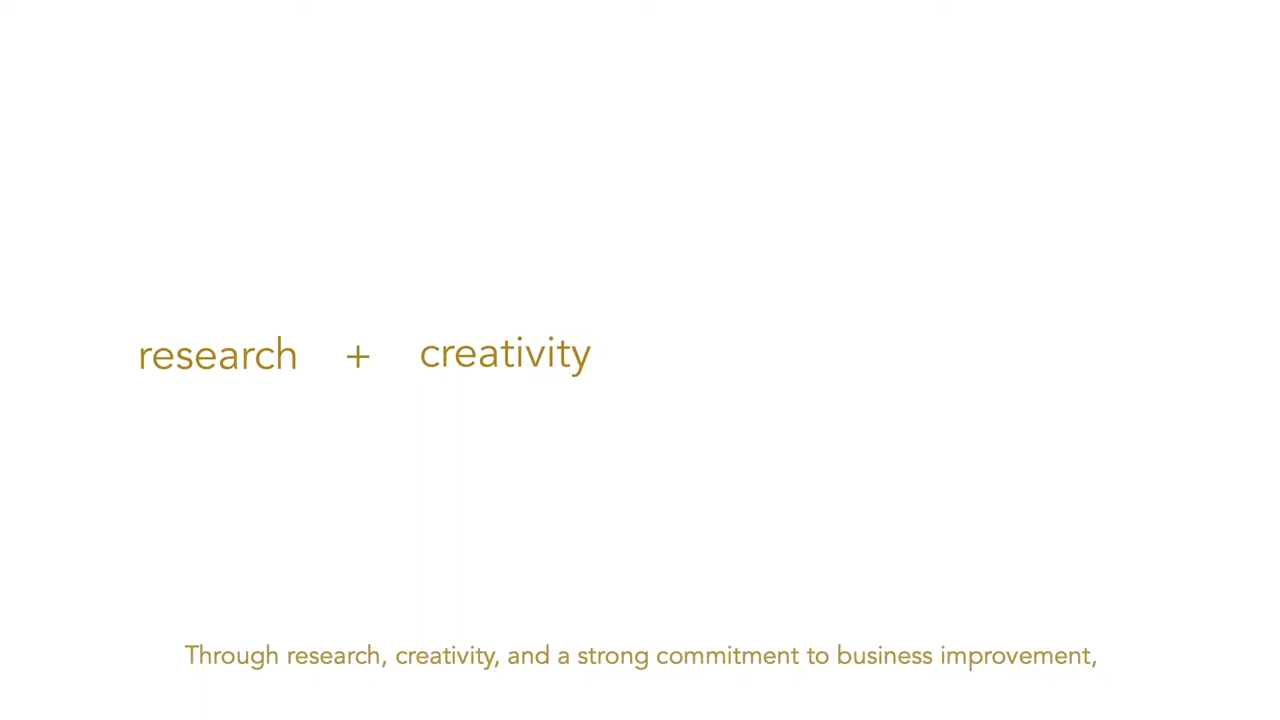 research + creativity
Through research, creativity, and a strong commitment to business improvement,